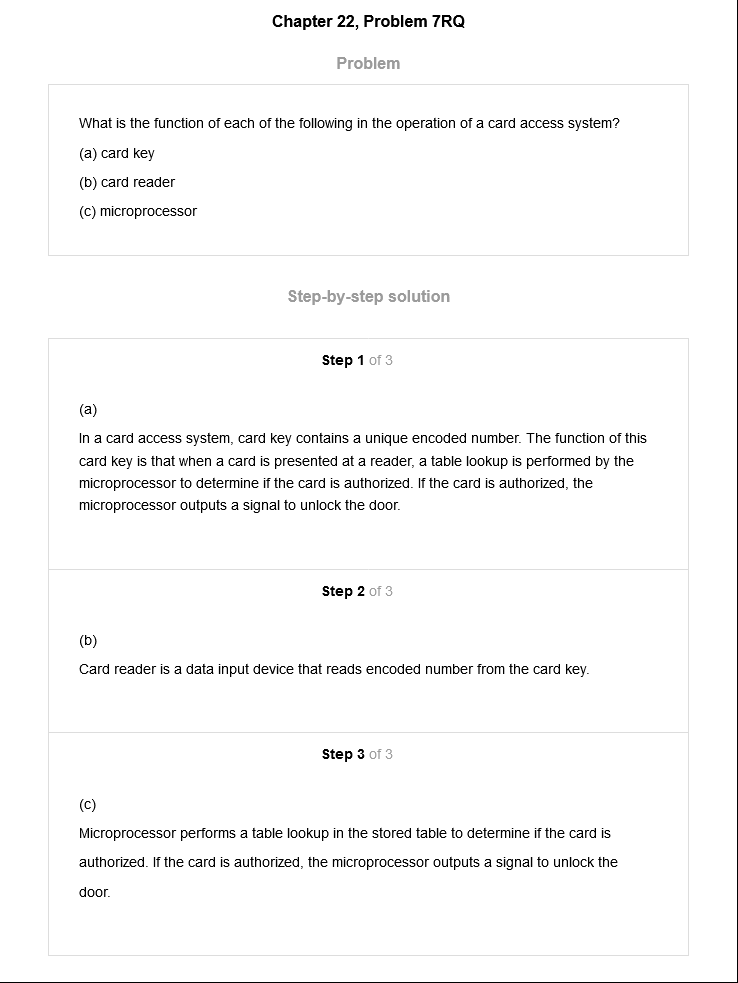 Chapter 22, Problem 7RQ
Problem
What is the function of each of the following in the operation of a card access system?
(a) card key
(b) card reader
(c) microprocessor
Step-by-step solution
Step 1 of 3
(a)
In a card access system, card key contains a unique encoded number. The function of this
card key is that when a card is presented at a reader, a table lookup is performed by the
microprocessor to determine if the card is authorized. If the card is authorized, the
microprocessor outputs a signal to unlock the door.
Step 2 of 3
(b)
Card reader is a data input device that reads encoded number from the card key.
Step 3 of 3
(c)
Microprocessor performs a table lookup in the stored table to determine if the card is
authorized. If the card is authorized, the microprocessor outputs a signal to unlock the
door.